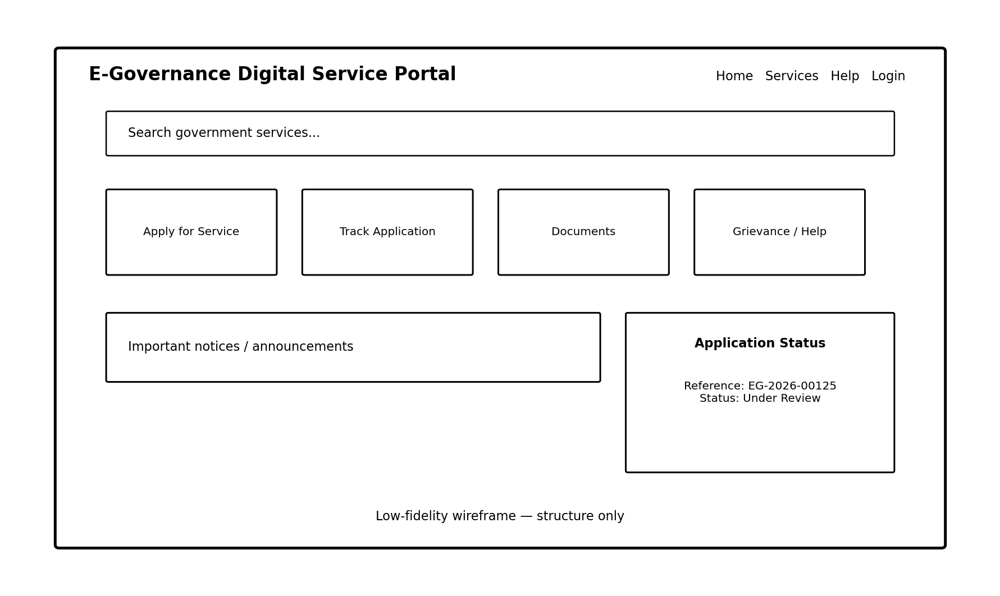 E-Governance Digital Service Portal
Home Services Help Login
Search government services...
Apply for Service
Track Application
Documents
Grievance / Help
Important notices / announcements
Application Status
Reference: EG-2026-00125
Status: Under Review
Low-fidelity wireframe — structure only